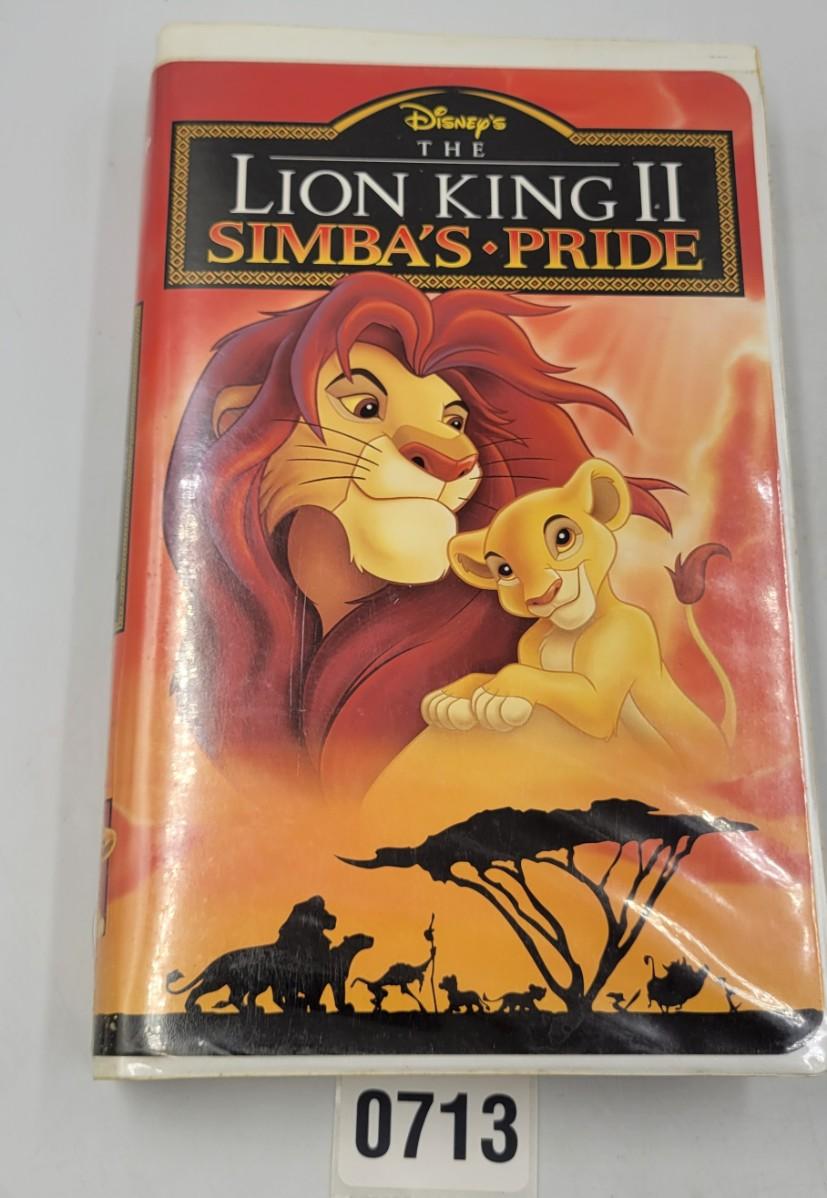 Disney's
THE
LION KING II
SIMBA'S • PRIDE
0713